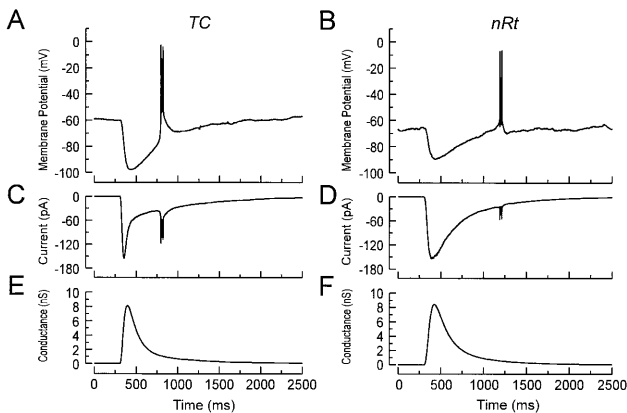 A
TC
B
nRt
Membrane Potential (mV)
0
-20
-40
-60
-80
-100
Membrane Potential (mV)
0
-20
-40
-60
-80
-100
C
D
Current (pA)
0
-60
-120
-180
Current (pA)
0
-60
-120
-180
E
F
Conductance (nS)
10
8
6
4
2
0
Conductance (nS)
10
8
6
4
2
0
0 500 1000 1500 2000 2500
0 500 1000 1500 2000 2500
Time (ms)
Time (ms)